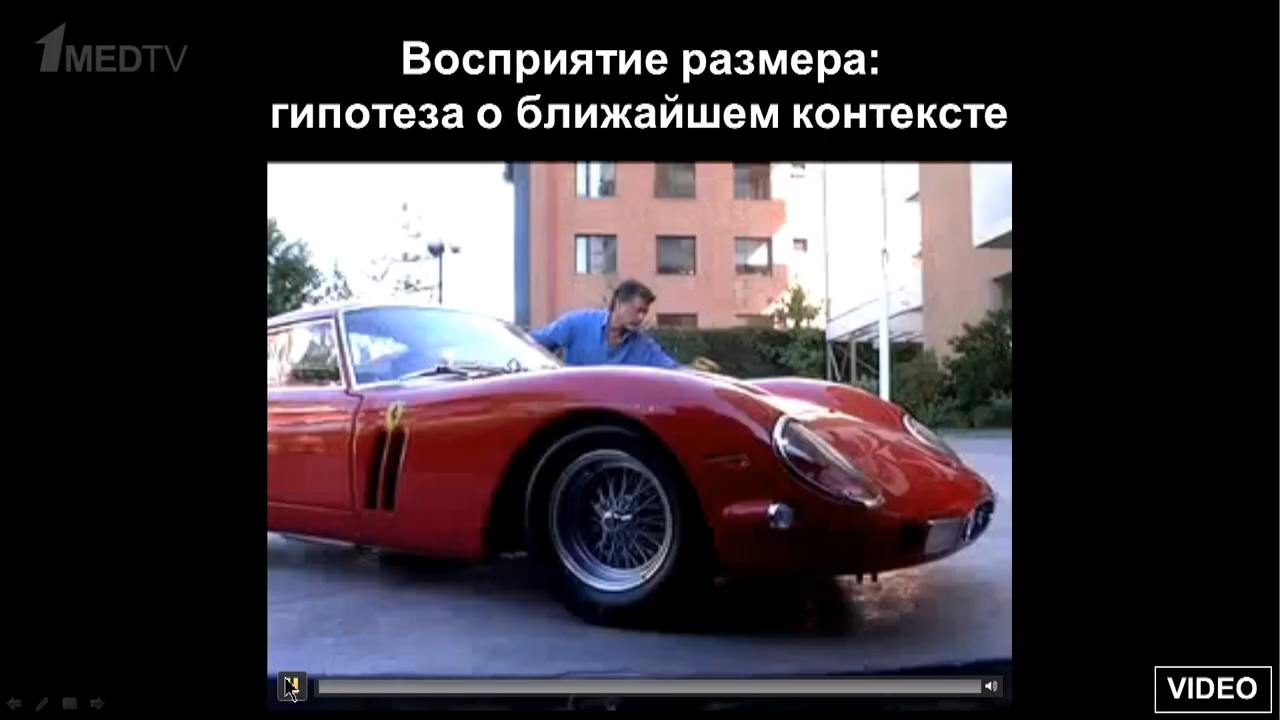 1MEDTV
Восприятие размера:
гипотеза о ближайшем контексте
VIDEO